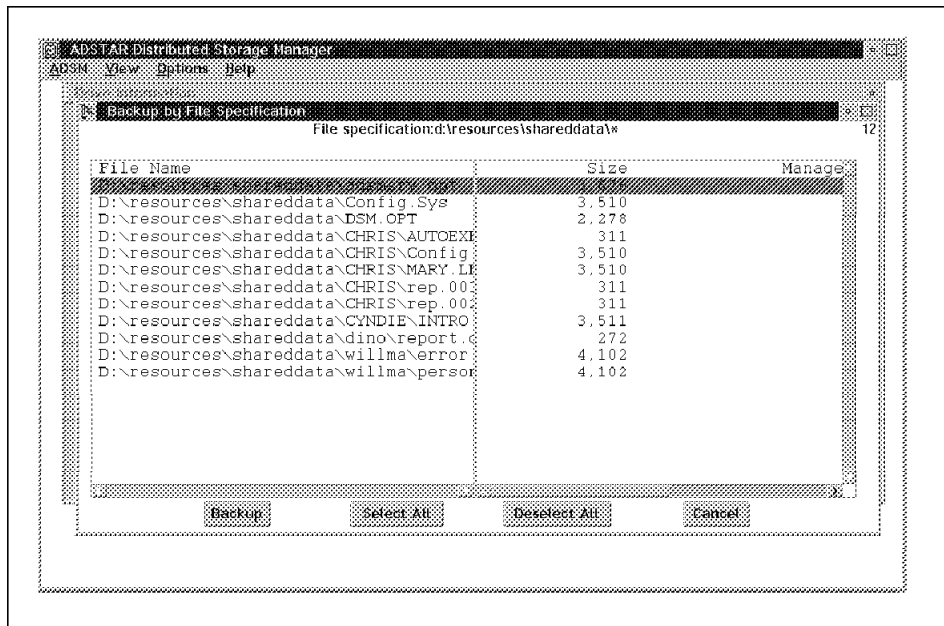 ADSTAR Distributed Storage Manager
ADSM View Options Help
Backup by File Specification
File specification:d:\resources\shareddata\*
12
File Name Size Manage
D:\resources\shareddata\Config.Sys 3,510
D:\resources\shareddata\DSM.OPT 2,278
D:\resources\shareddata\CHRIS\AUTOEXE 311
D:\resources\shareddata\CHRIS\Config 3,510
D:\resources\shareddata\CHRIS\MARY.LE 3,510
D:\resources\shareddata\CHRIS\rep.001 311
D:\resources\shareddata\CHRIS\rep.002 311
D:\resources\shareddata\CYNDIE\INTRO 3,511
D:\resources\shareddata\dino\report.d 272
D:\resources\shareddata\willma\error 4,102
D:\resources\shareddata\willma\person 4,102
Backup Select All Deselect All Cancel